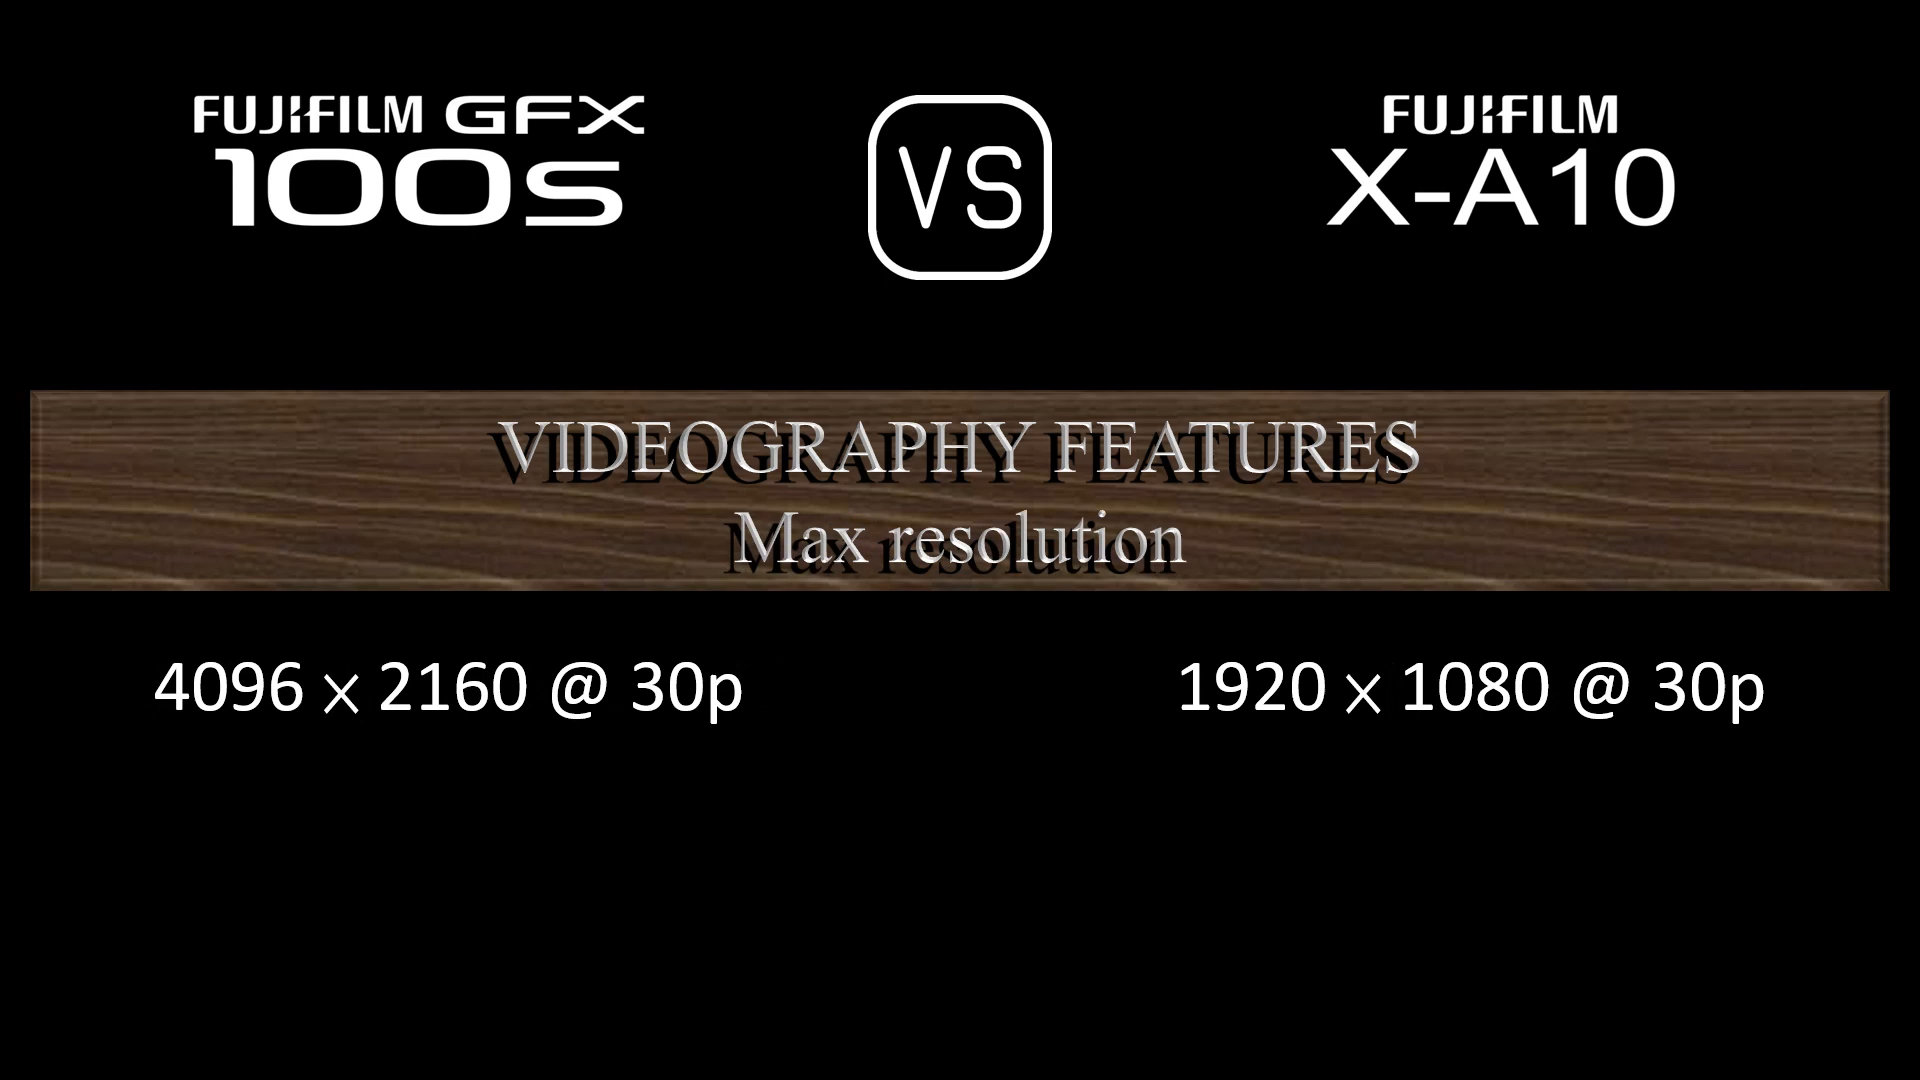 FUJIFILM GFX
100S
VS
FUJIFILM
X-A10
VIDEOGRAPHY FEATURES
Max resolution
4096 x 2160 @ 30p
1920 x 1080 @ 30p